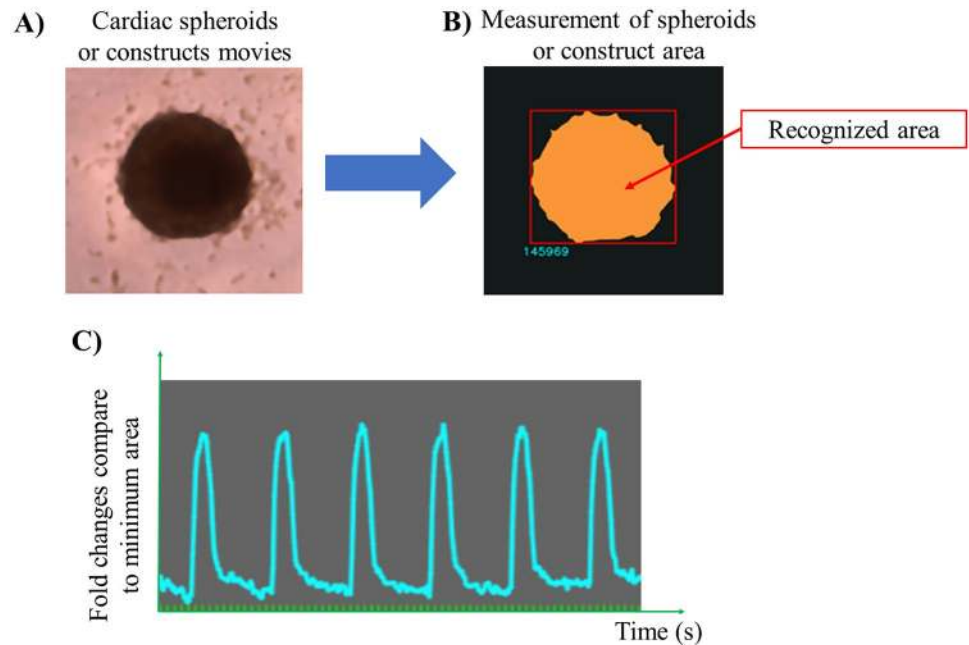 A)
Cardiac spheroids
or constructs movies
B)
Measurement of spheroids
or construct area
Recognized area
145969
C)
Fold changes compare
to minimum area
Time (s)